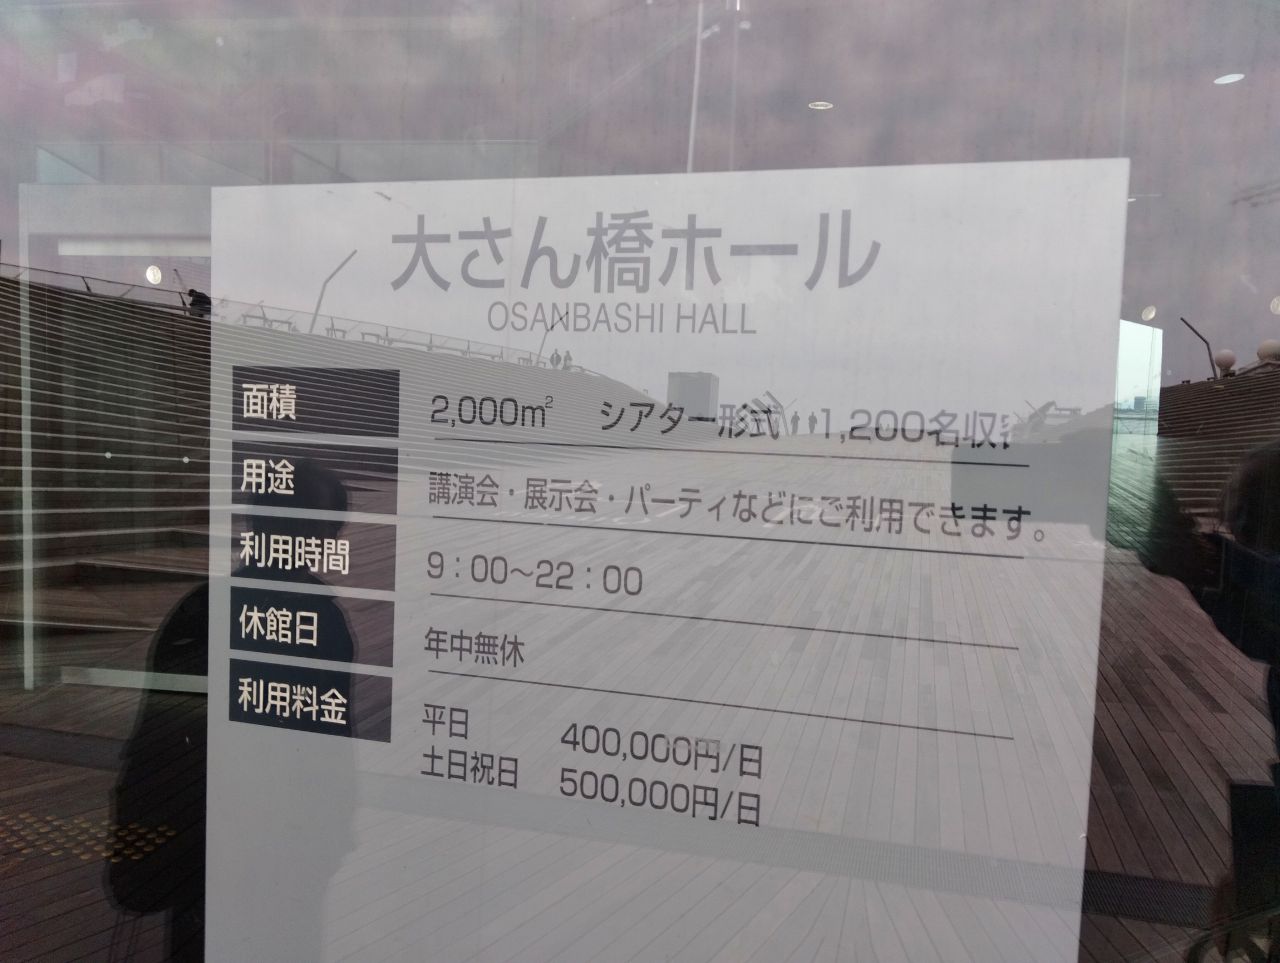 大さん橋ホール
OSANBASHI HALL
面積 2,000m² シアター形式 1,200名収容
用途 講演会・展示会・パーティなどにご利用できます。
利用時間 9：00～22：00
休館日 年中無休
利用料金 平日 400,000円/日
土日祝日 500,000円/日